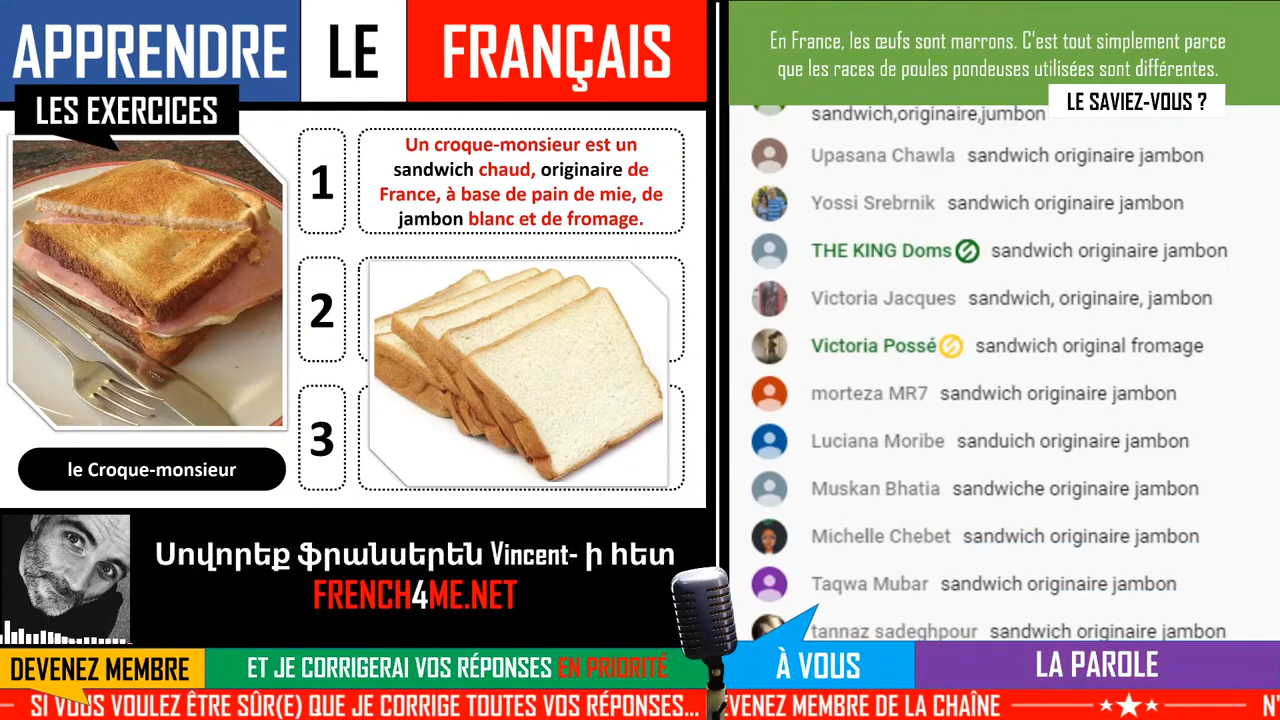 APPRENDRE LE FRANÇAIS
LES EXERCICES
1
Un croque-monsieur est un
sandwich chaud, originaire de
France, à base de pain de mie, de
jambon blanc et de fromage.
2
3
le Croque-monsieur
Սովորեք ֆրանսերեն Vincent- ի հետ
FRENCH4ME.NET
DEVENEZ MEMBRE
ET JE CORRIGERAI VOS RÉPONSES EN PRIORITÉ
En France, les œufs sont marrons. C'est tout simplement parce
que les races de poules pondeuses utilisées sont différentes.
LE SAVIEZ-VOUS ?
sandwich,originaire,jumbon
Upasana Chawla sandwich originaire jambon
Yossi Srebrnik sandwich originaire jambon
THE KING Doms sandwich originaire jambon
Victoria Jacques sandwich, originaire, jambon
Victoria Possé sandwich original fromage
morteza MR7 sandwich originaire jambon
Luciana Moribe sanduich originaire jambon
Muskan Bhatia sandwiche originaire jambon
Michelle Chebet sandwich originaire jambon
Taqwa Mubar sandwich originaire jambon
tannaz sadeghpour sandwich originaire jambon
À VOUS LA PAROLE
SI VOUS VOULEZ ÊTRE SÛR(E) QUE JE CORRIGE TOUTES VOS RÉPONSES... EVENEZ MEMBRE DE LA CHAÎNE